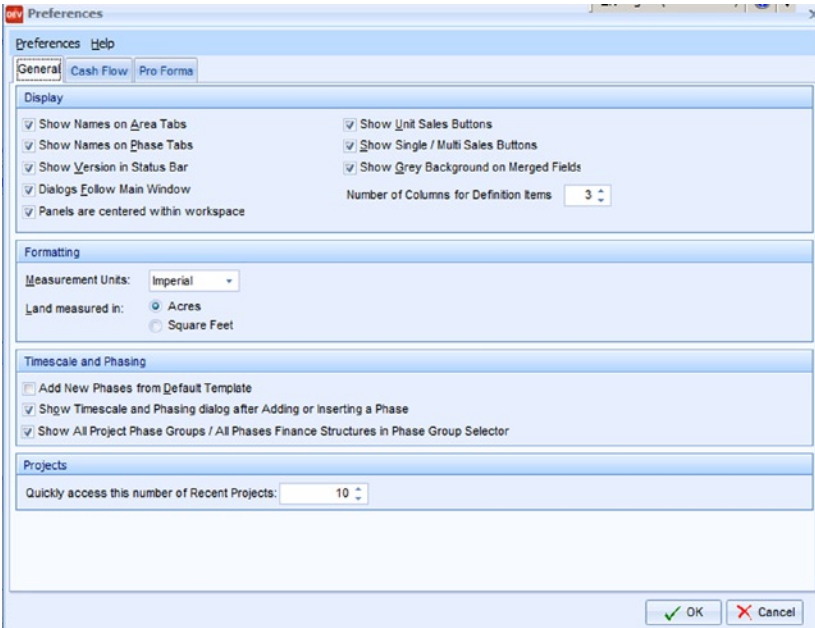 DEV Preferences
Preferences Help
General Cash Flow Pro Forma
Display
Show Names on Area Tabs
Show Names on Phase Tabs
Show Version in Status Bar
Dialogs Follow Main Window
Panels are centered within workspace
Show Unit Sales Buttons
Show Single / Multi Sales Buttons
Show Grey Background on Merged Fields
Number of Columns for Definition Items 3
Formatting
Measurement Units: Imperial
Land measured in: Acres
Square Feet
Timescale and Phasing
Add New Phases from Default Template
Show Timescale and Phasing dialog after Adding or Inserting a Phase
Show All Project Phase Groups / All Phases Finance Structures in Phase Group Selector
Projects
Quickly access this number of Recent Projects: 10
OK Cancel